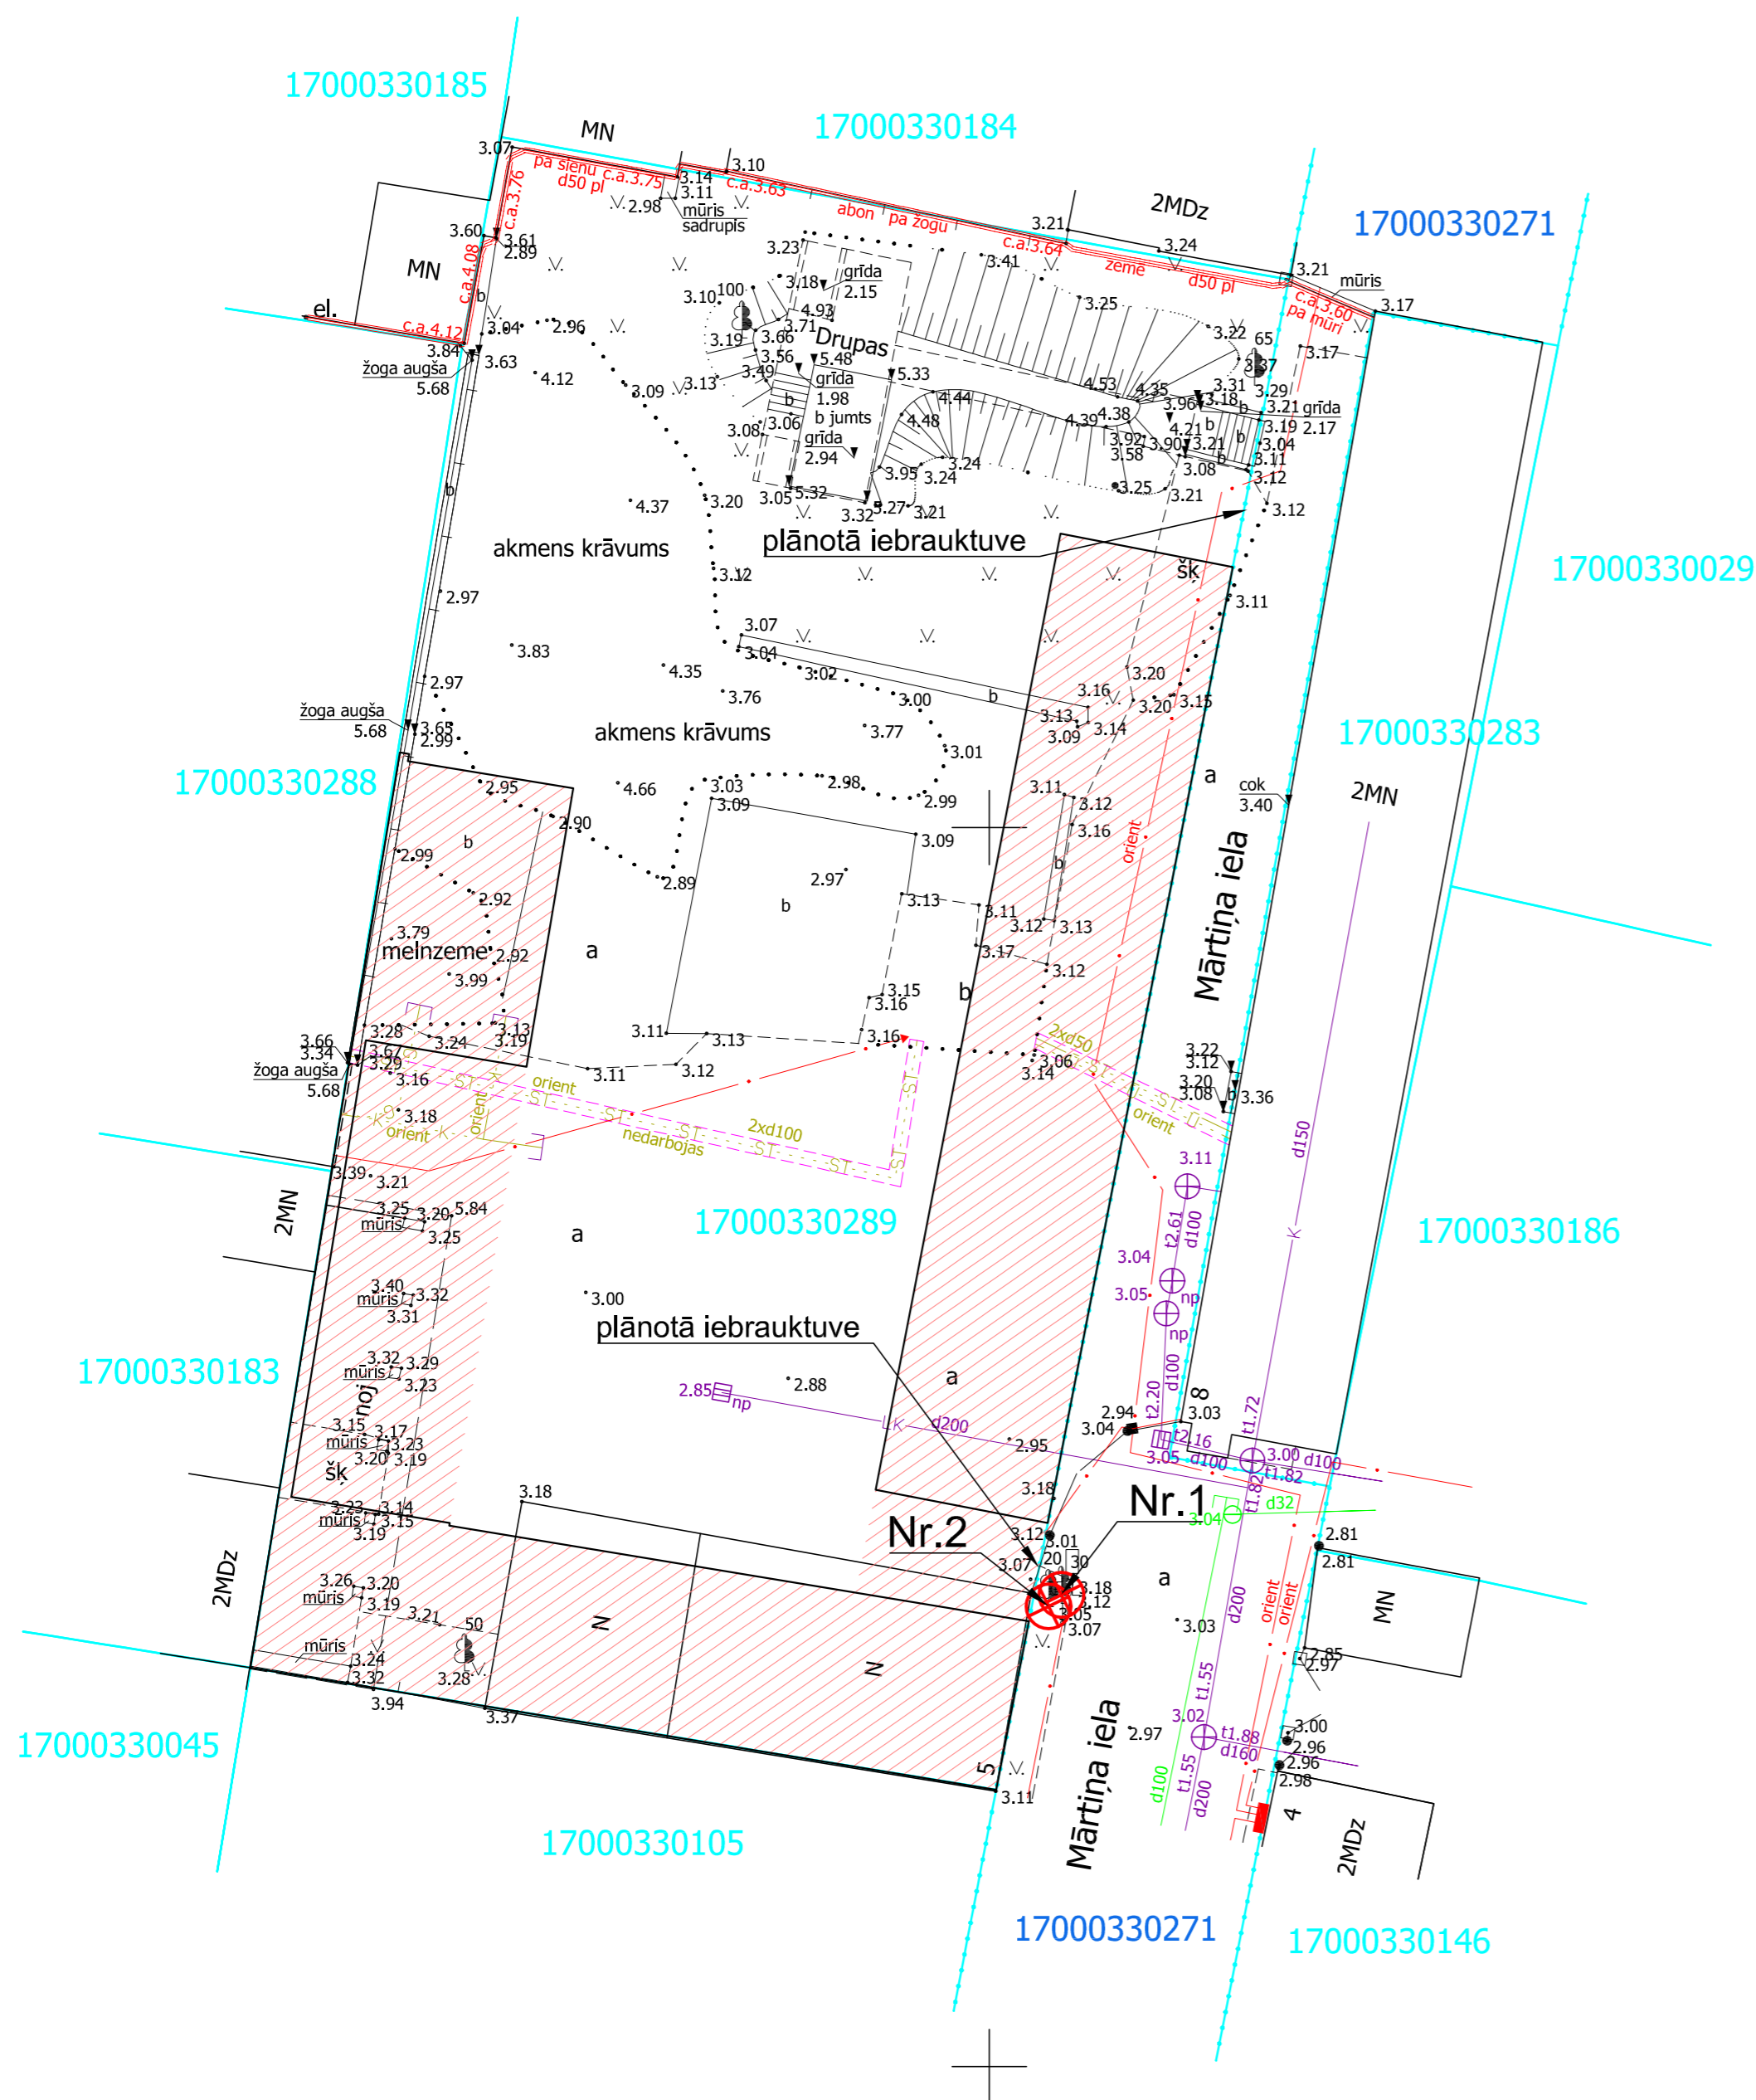 17000330185
MN
17000330184
3.07
pa sienu c.a.3.75
d50 pl
3.14
3.10
c.a.3.63
c.a.3.76
2.98
3.11
mūris
sadrupis
abon pa žogu
3.21
2MDz
3.24
17000330271
c.a.3.64
zemē d50 pl
3.21
mūris
3.17
c.a.3.60
pa mūri
3.60
3.61
2.89
MN
c.a.4.08
b
el.
c.a.4.12
3.04
2.96
3.84
3.63
žoga augša
5.68
4.12
3.09
3.23
3.41
3.18
grīda
2.15
3.10
100
4.93
3.71
3.66
3.19
3.56
3.49
3.13
Drupas
5.48
5.33
grīda
1.98
b
b jumts
3.06
3.08
grīda
2.94
3.25
3.22
65
3.37
3.17
4.53
4.35
3.31
3.29
3.96
3.18
3.21
grīda
2.17
4.44
4.48
4.39
4.38
4.21
3.19
3.04
3.92
3.90
3.21
3.58
3.08
3.11
3.12
b
b
b
b
3.24
3.24
3.95
3.05
5.32
3.32
5.27
3.21
3.25
3.21
3.12
b
4.37
3.20
akmens krāvums
plānotā iebrauktuve
šķ
17000330029
3.12
3.11
2.97
3.07
3.04
3.83
4.35
3.02
3.76
3.00
b
3.16
3.20
3.20
3.15
3.13
3.09
3.14
2.97
žoga augša
5.68
3.65
2.99
akmens krāvums
3.77
3.01
17000330283
17000330288
a
cok
3.40
2MN
2.95
4.66
3.03
3.09
2.98
2.99
3.11
3.12
3.16
2.90
b
3.09
orient
Mārtiņa iela
2.99
2.92
2.89
2.97
b
3.13
b
3.11
3.12
3.13
3.79
melnzeme
2.92
3.99
a
3.17
3.12
b
3.15
3.16
3.16
3.28
3.24
3.13
3.19
3.11
3.13
3.66
3.34
3.67
3.29
žoga augša
5.68
3.16
3.11
3.12
3.06
3.14
2xd50
3.22
3.12
3.20
3.08
b
3.36
ST
orient
ST
ST
ST
2xd100
ST
ST
ST
ST
nedarbojas
3.18
K
orient
K
orient
K
ST
orient
d150
3.11
3.39
3.21
2MN
3.25
3.20
5.84
mūris
3.25
a
17000330289
17000330186
t2.61
d100
K
3.04
3.05
np
np
3.40
3.32
mūris
3.31
3.00
plānotā iebrauktuve
17000330183
3.32
3.29
mūris
3.23
noj
2.88
a
2.85
np
LK
d200
d100
t2.20
8
3.03
t1.72
2.94
3.04
t2.16
3.05
d100
3.00
d100
t1.82
t1.82
3.15
3.17
mūris
3.23
3.20
3.19
šķ
2.95
3.18
3.18
Nr.1
Nr.2
d32
3.04
3.23
3.14
mūris
3.15
3.19
3.12
3.01
2.81
2.81
2MDz
3.07
20
30
3.18
3.12
3.05
3.07
a
3.26
3.20
mūris
3.19
3.21
50
N
N
3.03
d200
orient
orient
MN
mūris
3.24
3.32
3.28
3.94
3.37
2.85
2.97
t1.55
17000330045
3.02
2.97
t1.88
d160
3.00
2.96
2.96
2.98
5
3.11
d100
t1.55
d200
4
2MDz
Mārtiņa iela
17000330105
17000330271
17000330146